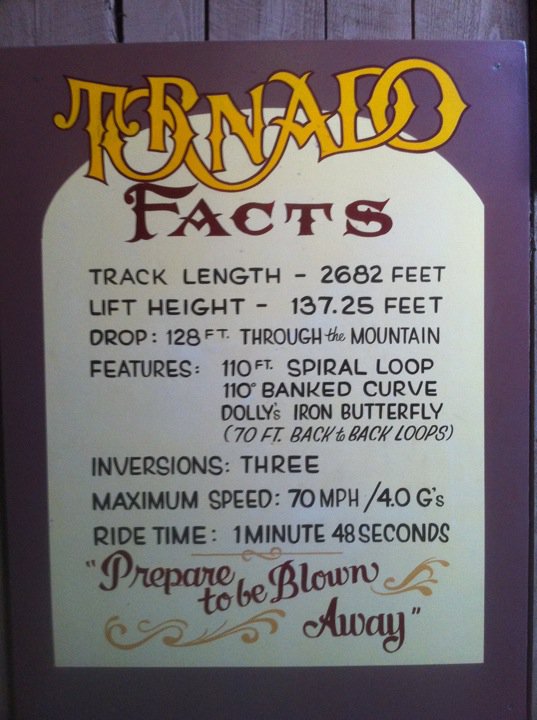 TORNADO
FACTS
TRACK LENGTH - 2682 FEET
LIFT HEIGHT - 137.25 FEET
DROP: 128 FT. THROUGH the MOUNTAIN
FEATURES: 110 FT. SPIRAL LOOP
110° BANKED CURVE
DOLLY'S IRON BUTTERFLY
(70 FT. BACK to BACK LOOPS)
INVERSIONS: THREE
MAXIMUM SPEED: 70 MPH / 4.0 G's
RIDE TIME: 1 MINUTE 48 SECONDS
"Prepare
to be Blown
Away"